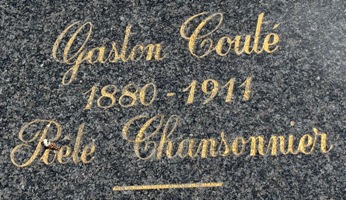 Gaston Couté
1880 - 1911
Poète Chansonnier